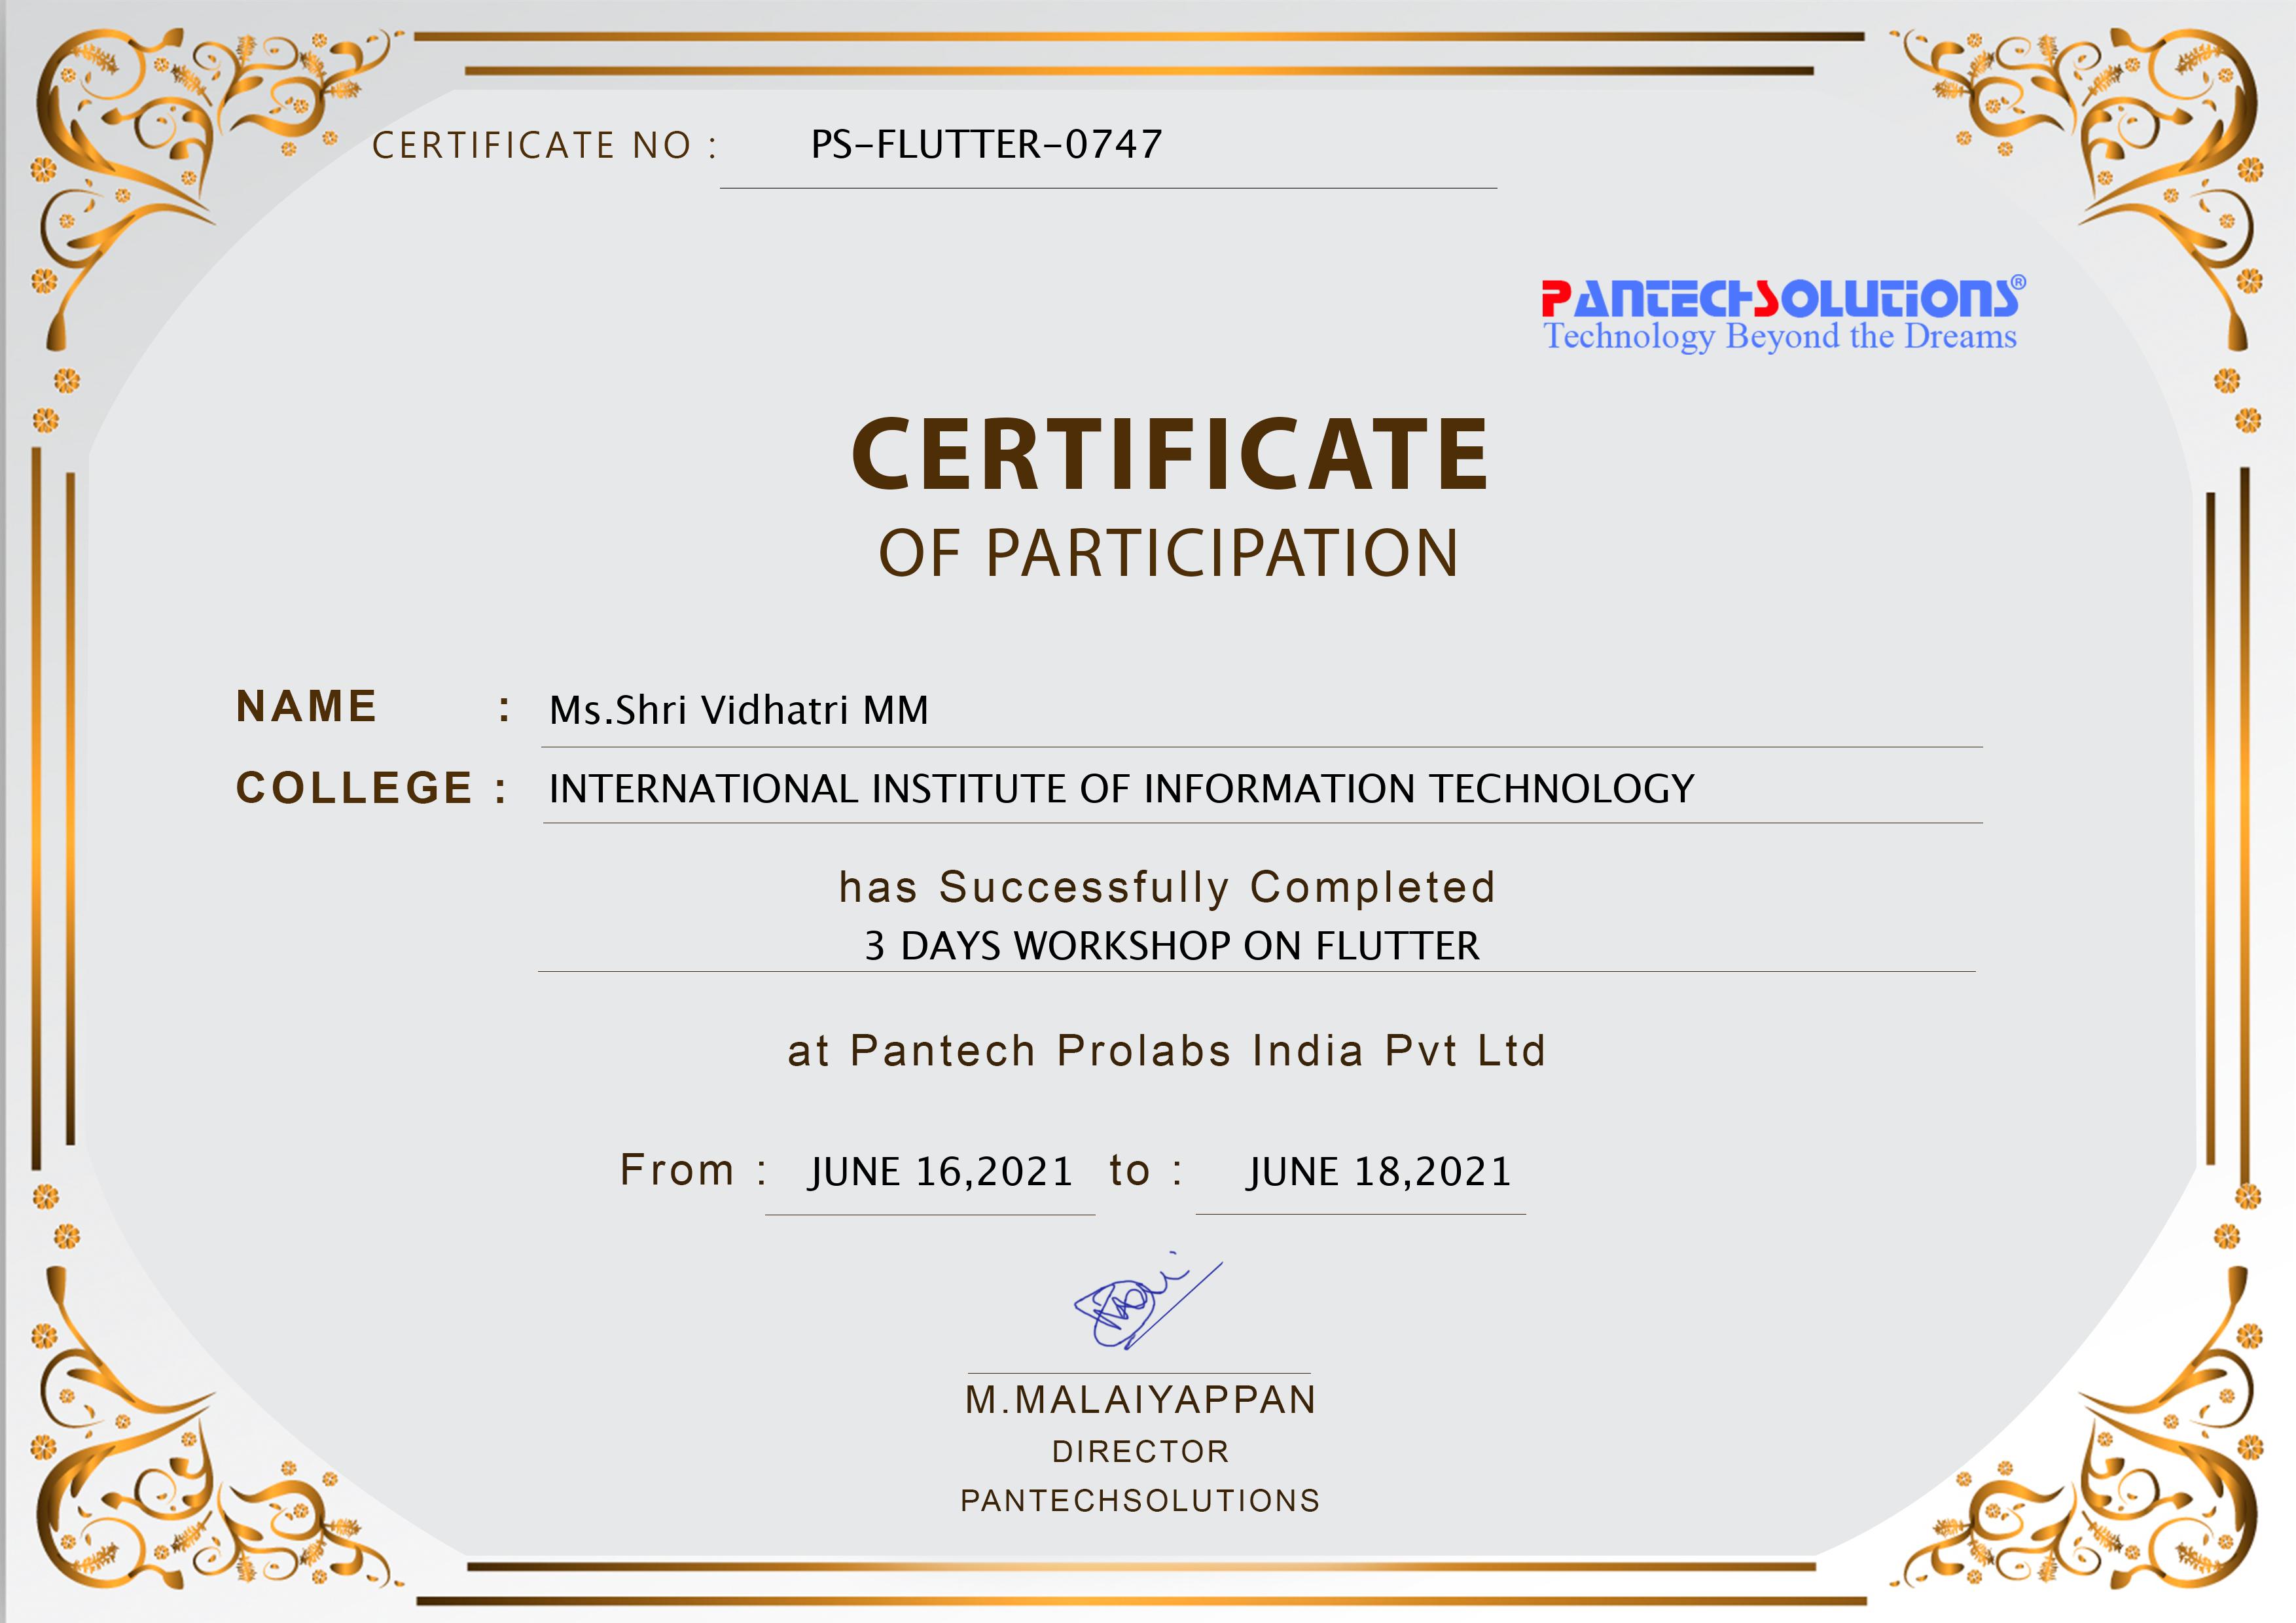 CERTIFICATE NO : PS-FLUTTER-0747
PANTECHSOLUTIONS®
Technology Beyond the Dreams
CERTIFICATE
OF PARTICIPATION
NAME : Ms.Shri Vidhatri MM
COLLEGE : INTERNATIONAL INSTITUTE OF INFORMATION TECHNOLOGY
has Successfully Completed
3 DAYS WORKSHOP ON FLUTTER
at Pantech Prolabs India Pvt Ltd
From : JUNE 16,2021 to : JUNE 18,2021
M.MALAIYAPPAN
DIRECTOR
PANTECHSOLUTIONS